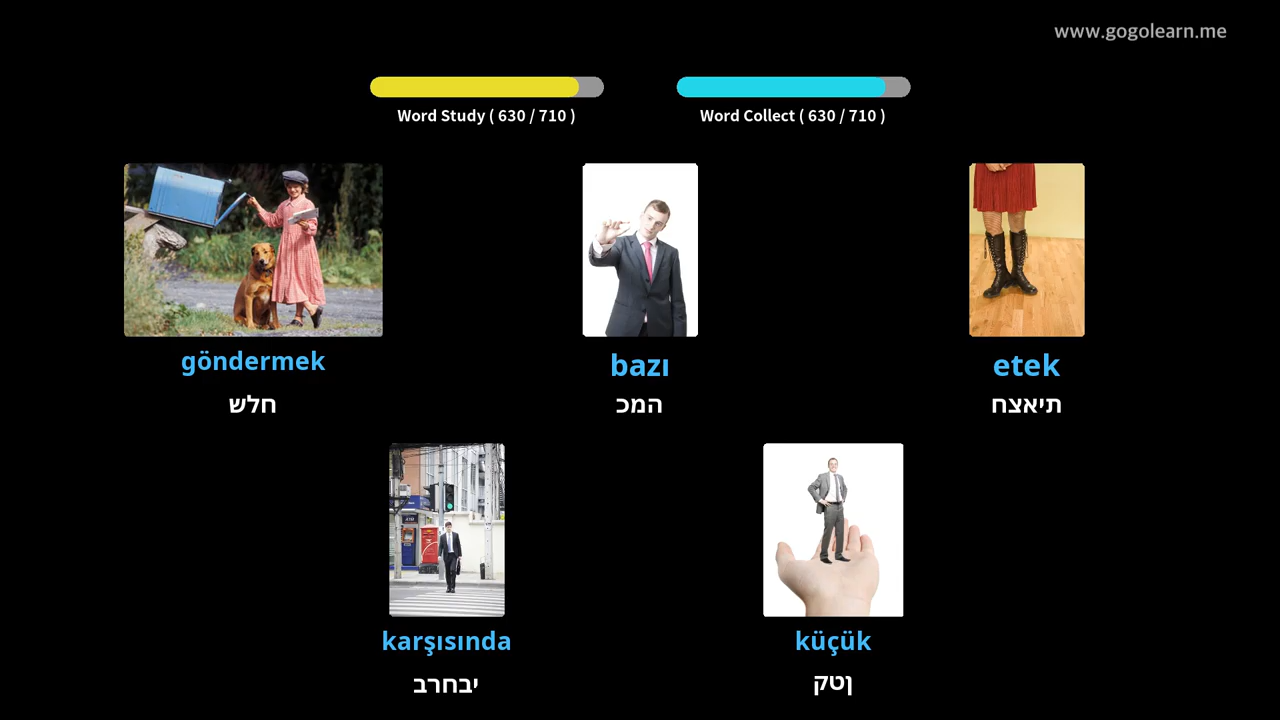 www.gogolearn.me
Word Study ( 630 / 710 )
Word Collect ( 630 / 710 )
göndermek
חלש
bazı
המכ
etek
תיאצח
karşısında
יבחרב
küçük
ןטק